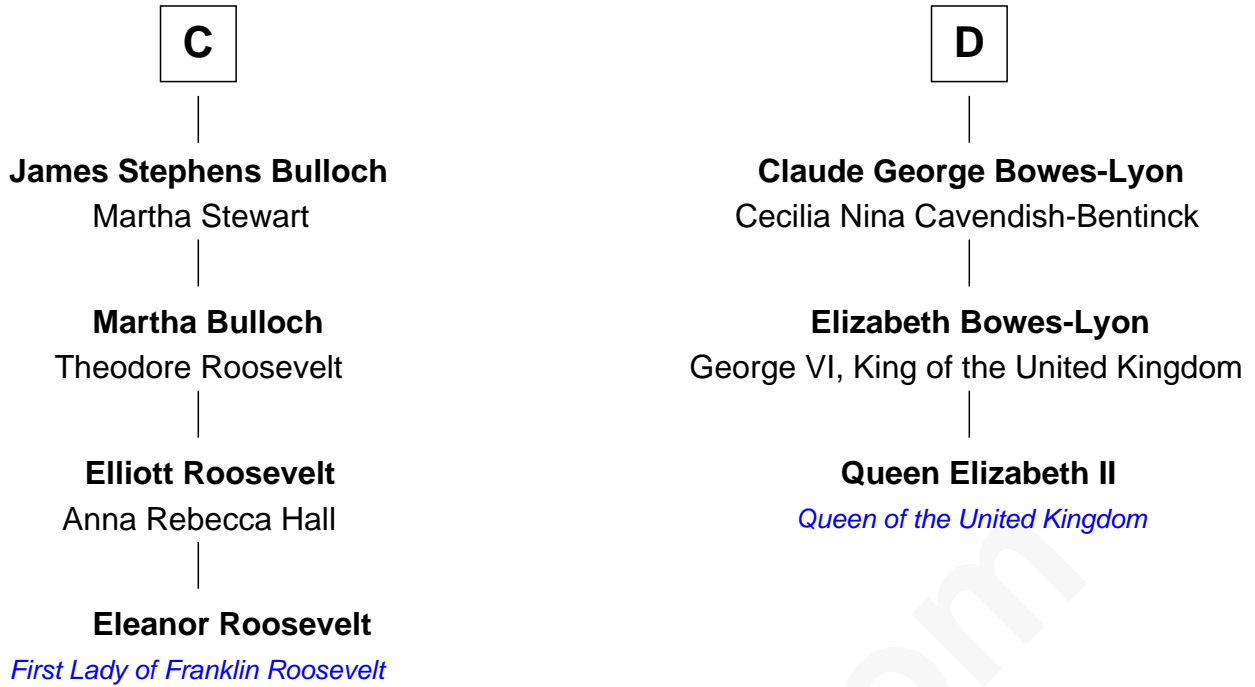 C
James Stephens Bulloch
Martha Stewart
Martha Bulloch
Theodore Roosevelt
Elliott Roosevelt
Anna Rebecca Hall
Eleanor Roosevelt
First Lady of Franklin Roosevelt
D
Claude George Bowes-Lyon
Cecilia Nina Cavendish-Bentinck
Elizabeth Bowes-Lyon
George VI, King of the United Kingdom
Queen Elizabeth II
Queen of the United Kingdom
om